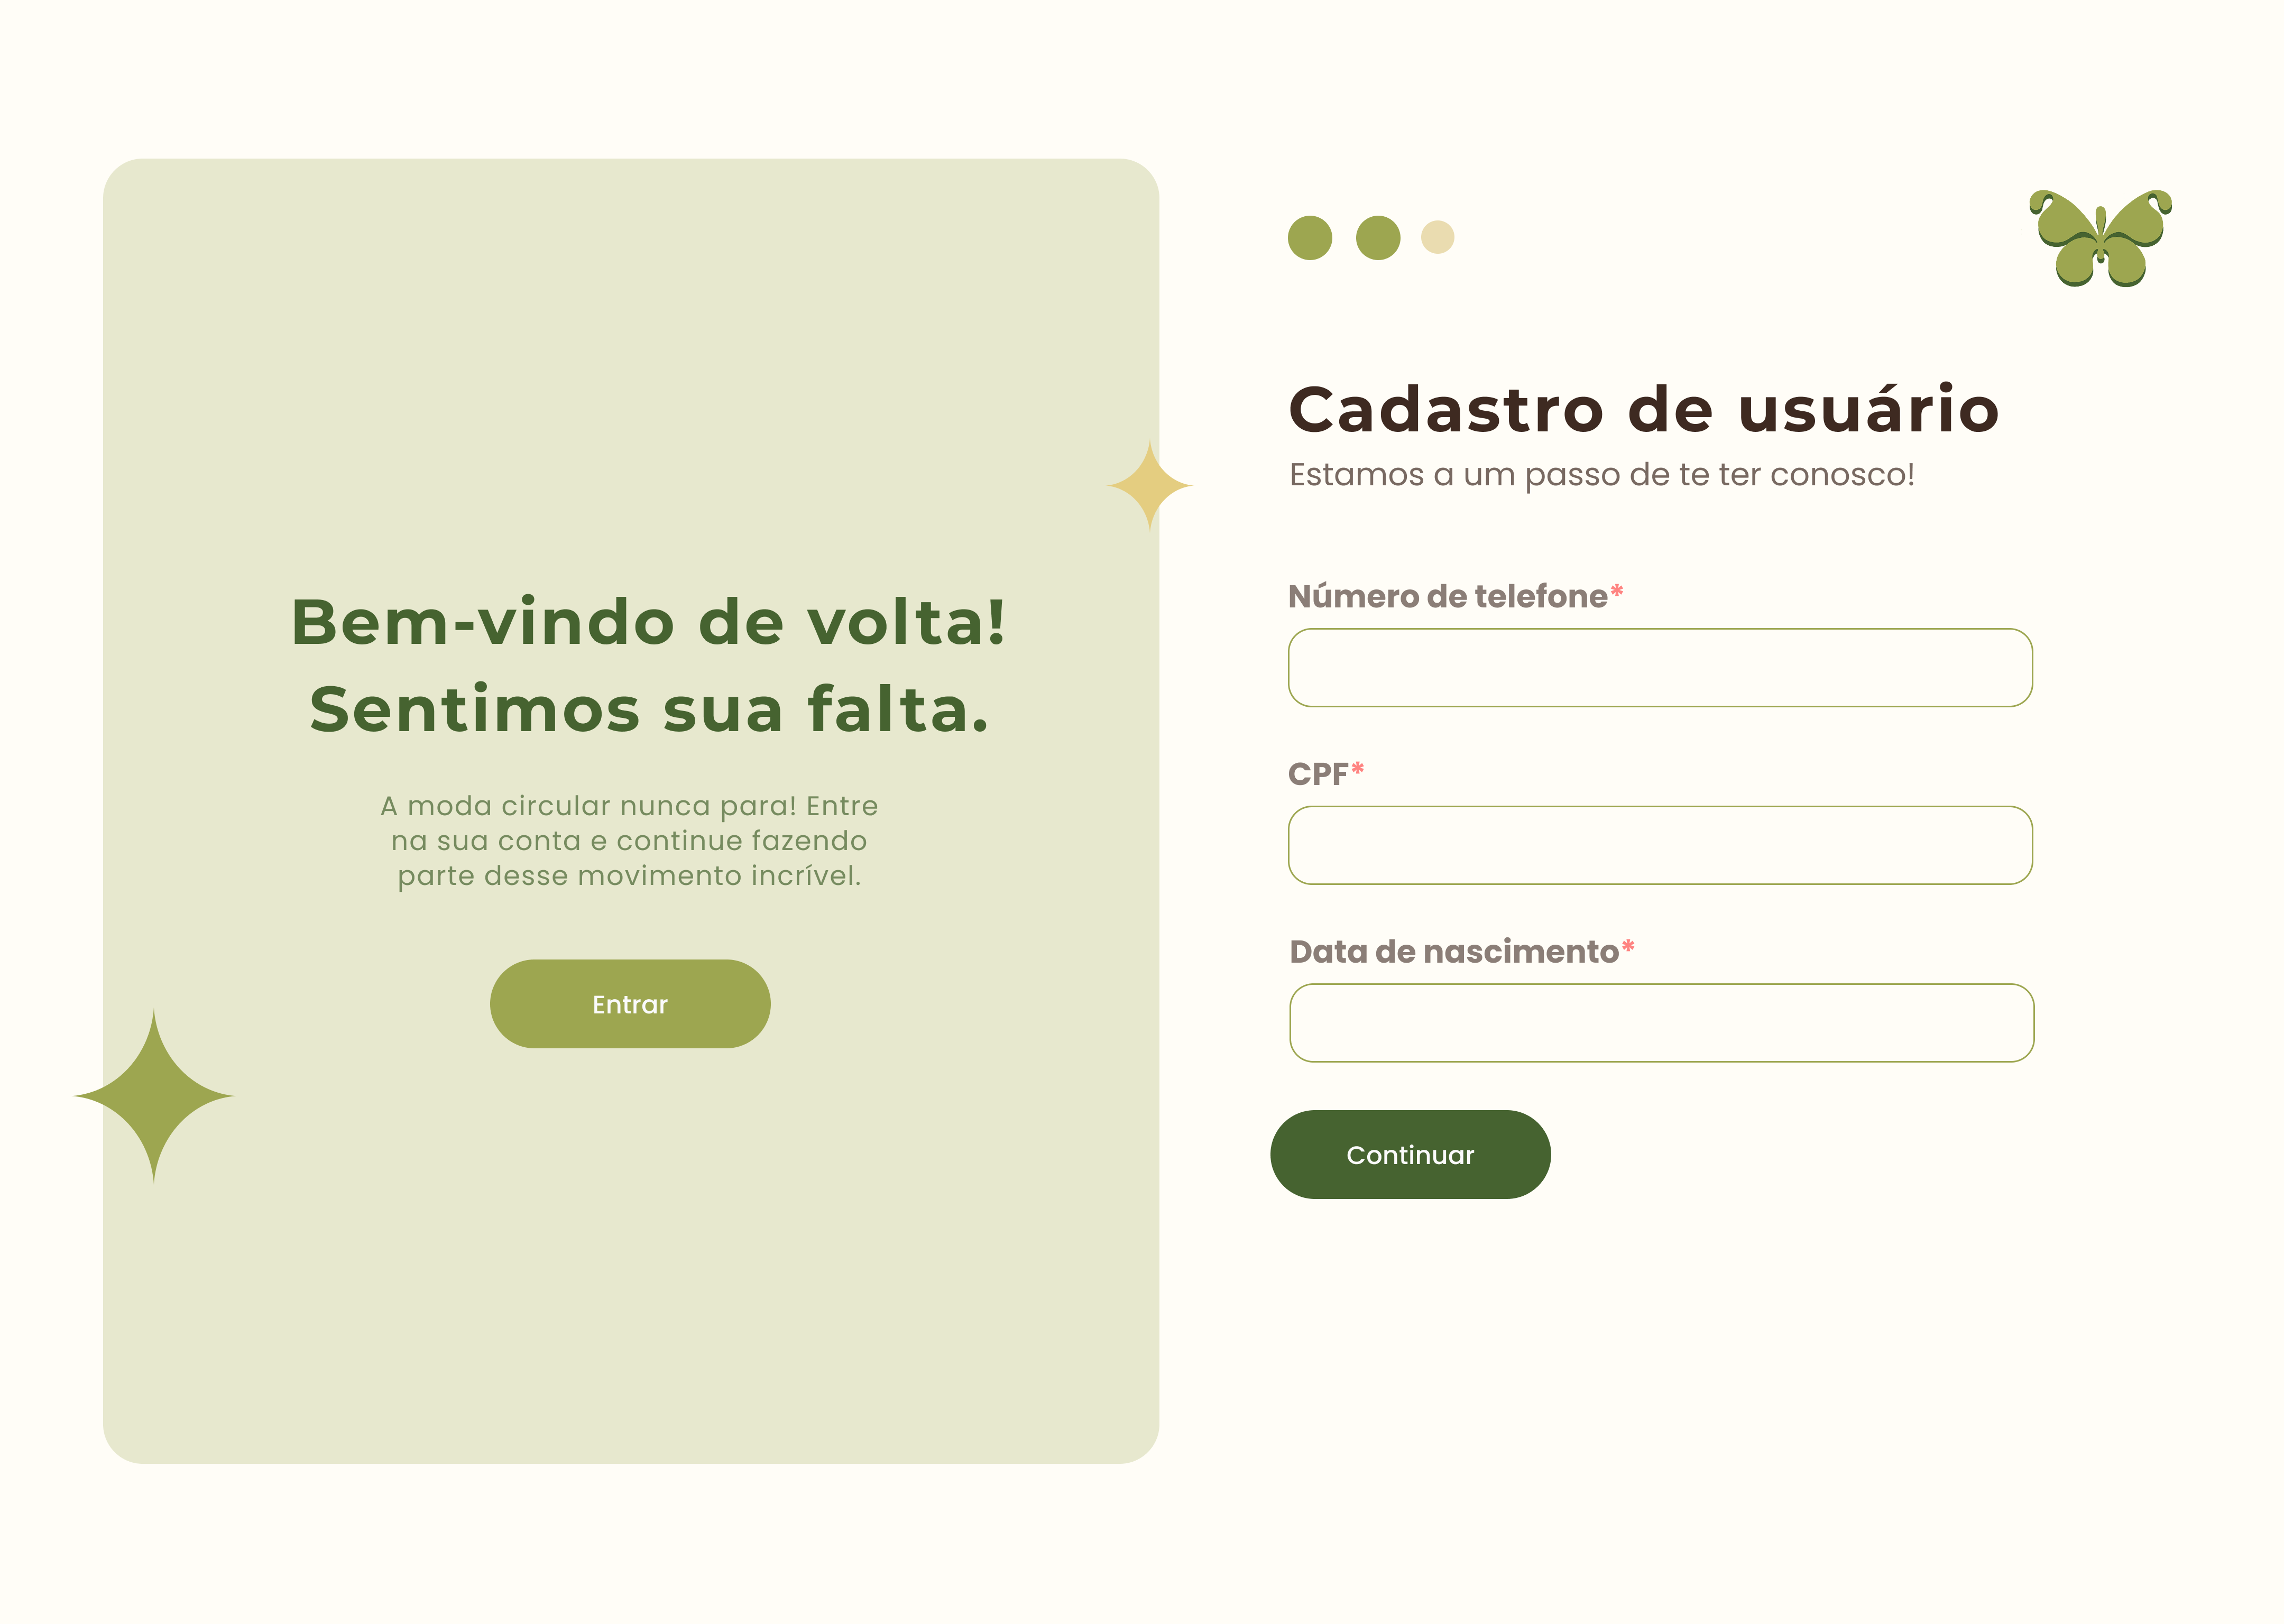 Bem-vindo de volta!
Sentimos sua falta.
A moda circular nunca para! Entre
na sua conta e continue fazendo
parte desse movimento incrível.
Entrar
Cadastro de usuário
Estamos a um passo de te ter conosco!
Número de telefone*
CPF*
Data de nascimento*
Continuar